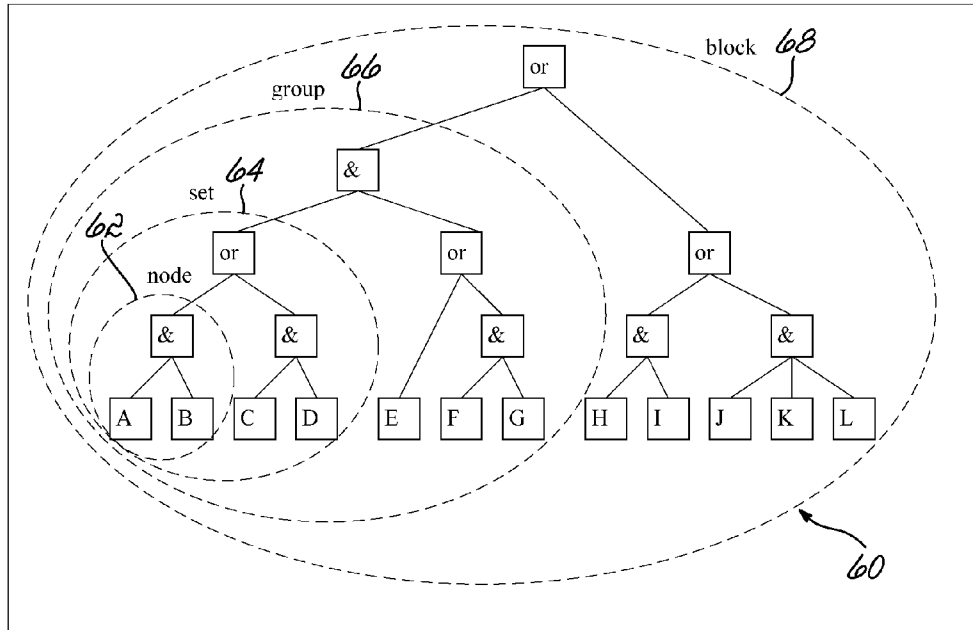 block 68
or
66
group
&
64
set
62
or or or
node
& & & & &
A B C D E F G H I J K L
60